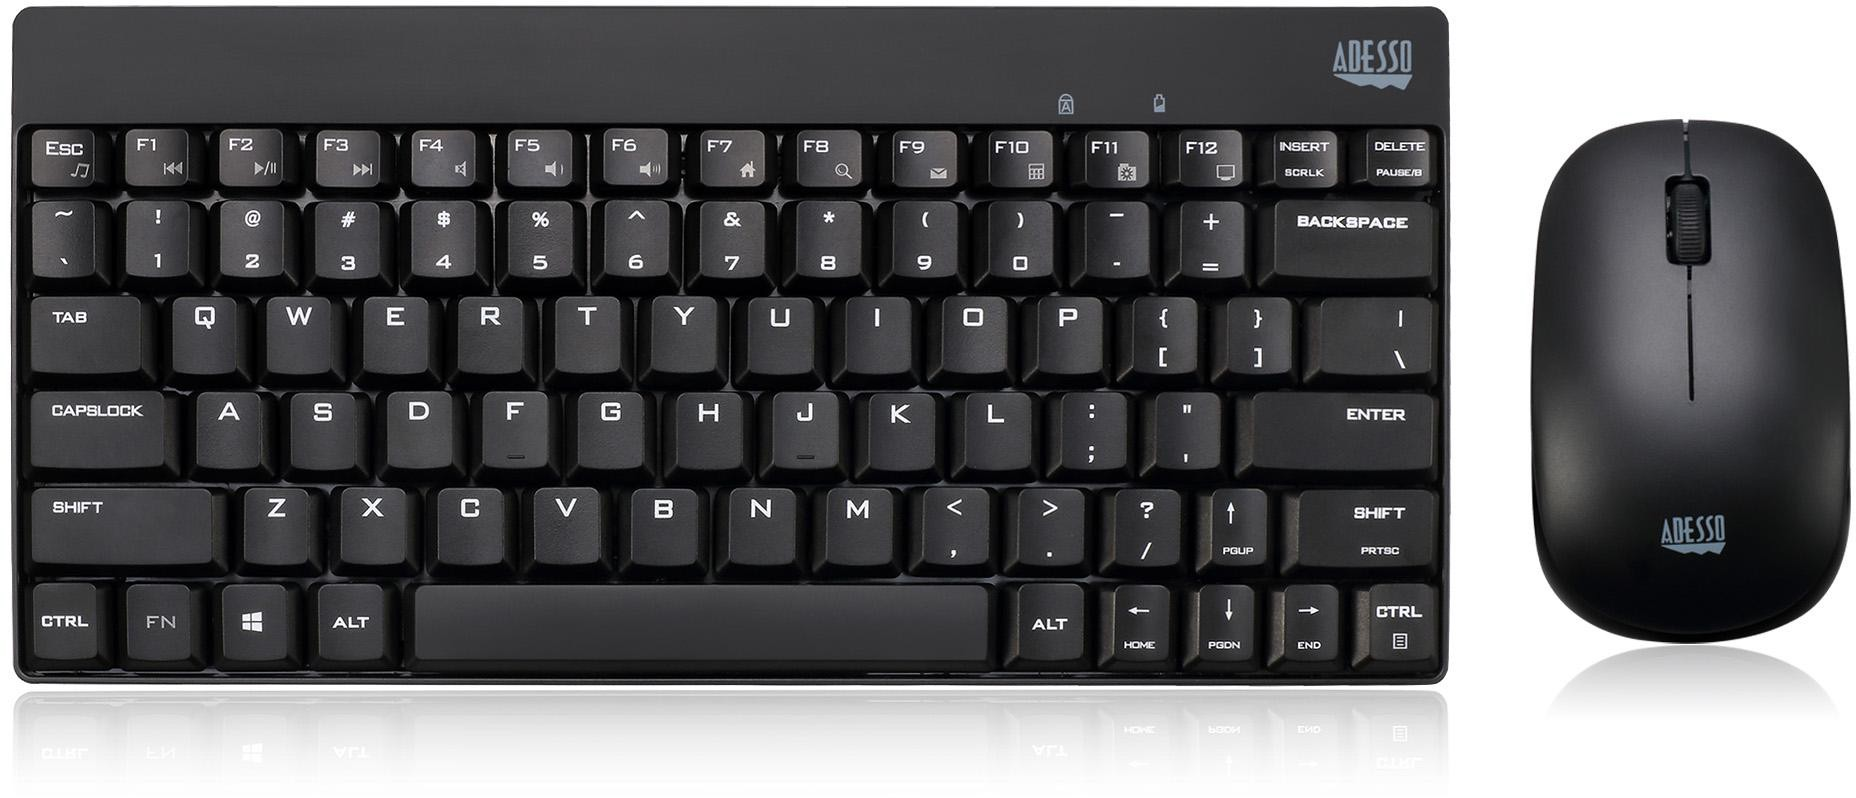 ADESSO
A
Esc F1 F2 F3 F4 F5 F6 F7 F8 F9 F10 F11 F12 INSERT DELETE
SCRLK PAUSE/B
~ ! @ # $ % ^ & * ( ) _ + BACKSPACE
` 1 2 3 4 5 6 7 8 9 0 - =
TAB Q W E R T Y U I O P { } |
[ ] \
CAPSLOCK A S D F G H J K L : " ENTER
; '
SHIFT Z X C V B N M < > ? ↑ SHIFT
, . / PGUP PRTSC
CTRL FN ALT ALT ← ↓ → CTRL
HOME PGDN END
ADESSO